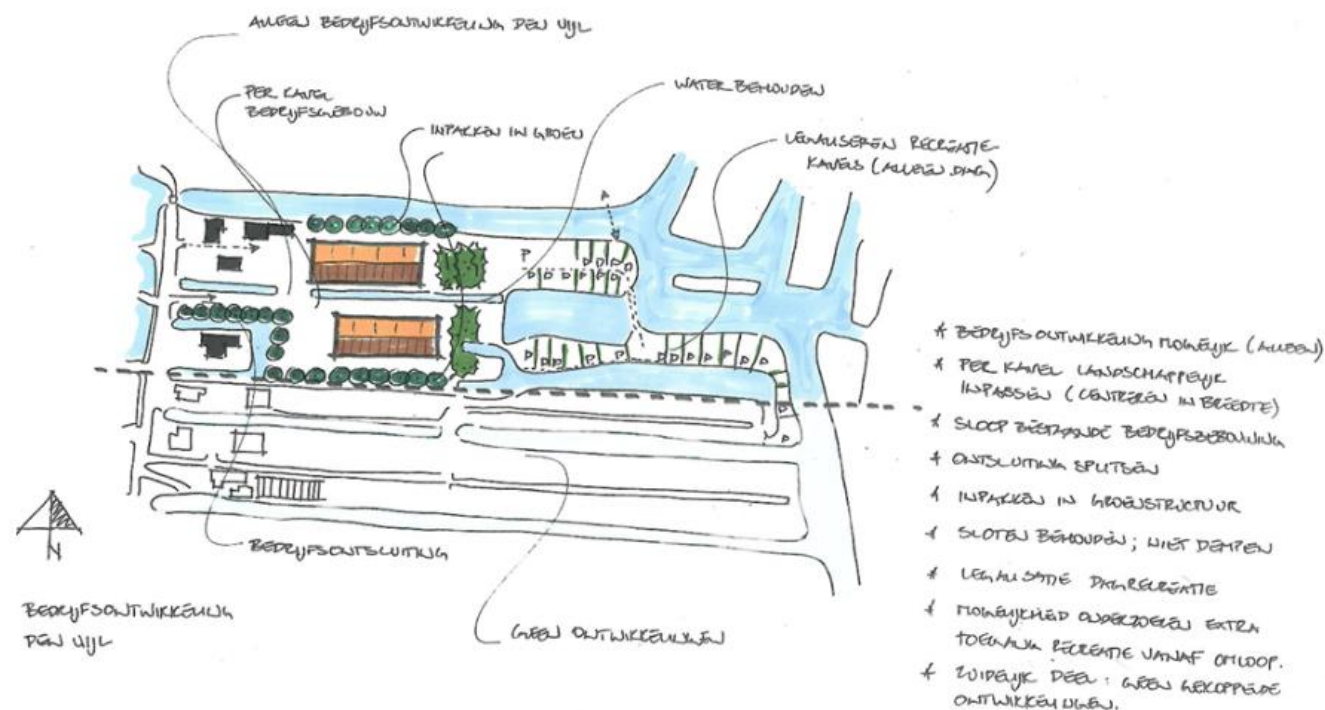 ALLEEN BEDRIJFSONTWIKKELING DEN UIJL
PER KAVEL
BEDRIJFSGEBOUW
INPAKKEN IN GROEN
WATER BEHOUDEN
LEGALISEREN RECREATIE-
KAVELS (ALLEEN DAG)
A
P
* BEDRIJFSONTWIKKELING MOGELIJK (ALLEEN)
* PER KAVEL LANDSCHAPPELIJK
INPASSEN (CENTREREN IN BREEDTE)
* SLOOP BESTAANDE BEDRIJFSBEBOUWING
* ONTSLUITING SPLITSEN
* INPAKKEN IN GROENSTRUCTUUR
* SLOTEN BEHOUDEN; NIET DEMPEN
* LEGALISATIE DAGRECREATIE
* MOGELIJKHEID ONDERZOEKEN EXTRA
TOEGANG RECREATIE VANAF OMLOOP.
* ZUIDELIJK DEEL: GEEN GEKOPPELDE
ONTWIKKELINGEN.
N
BEDRIJFSONTSLUITING
BEDRIJFSONTWIKKELING
DEN UIJL
GEEN ONTWIKKELINGEN